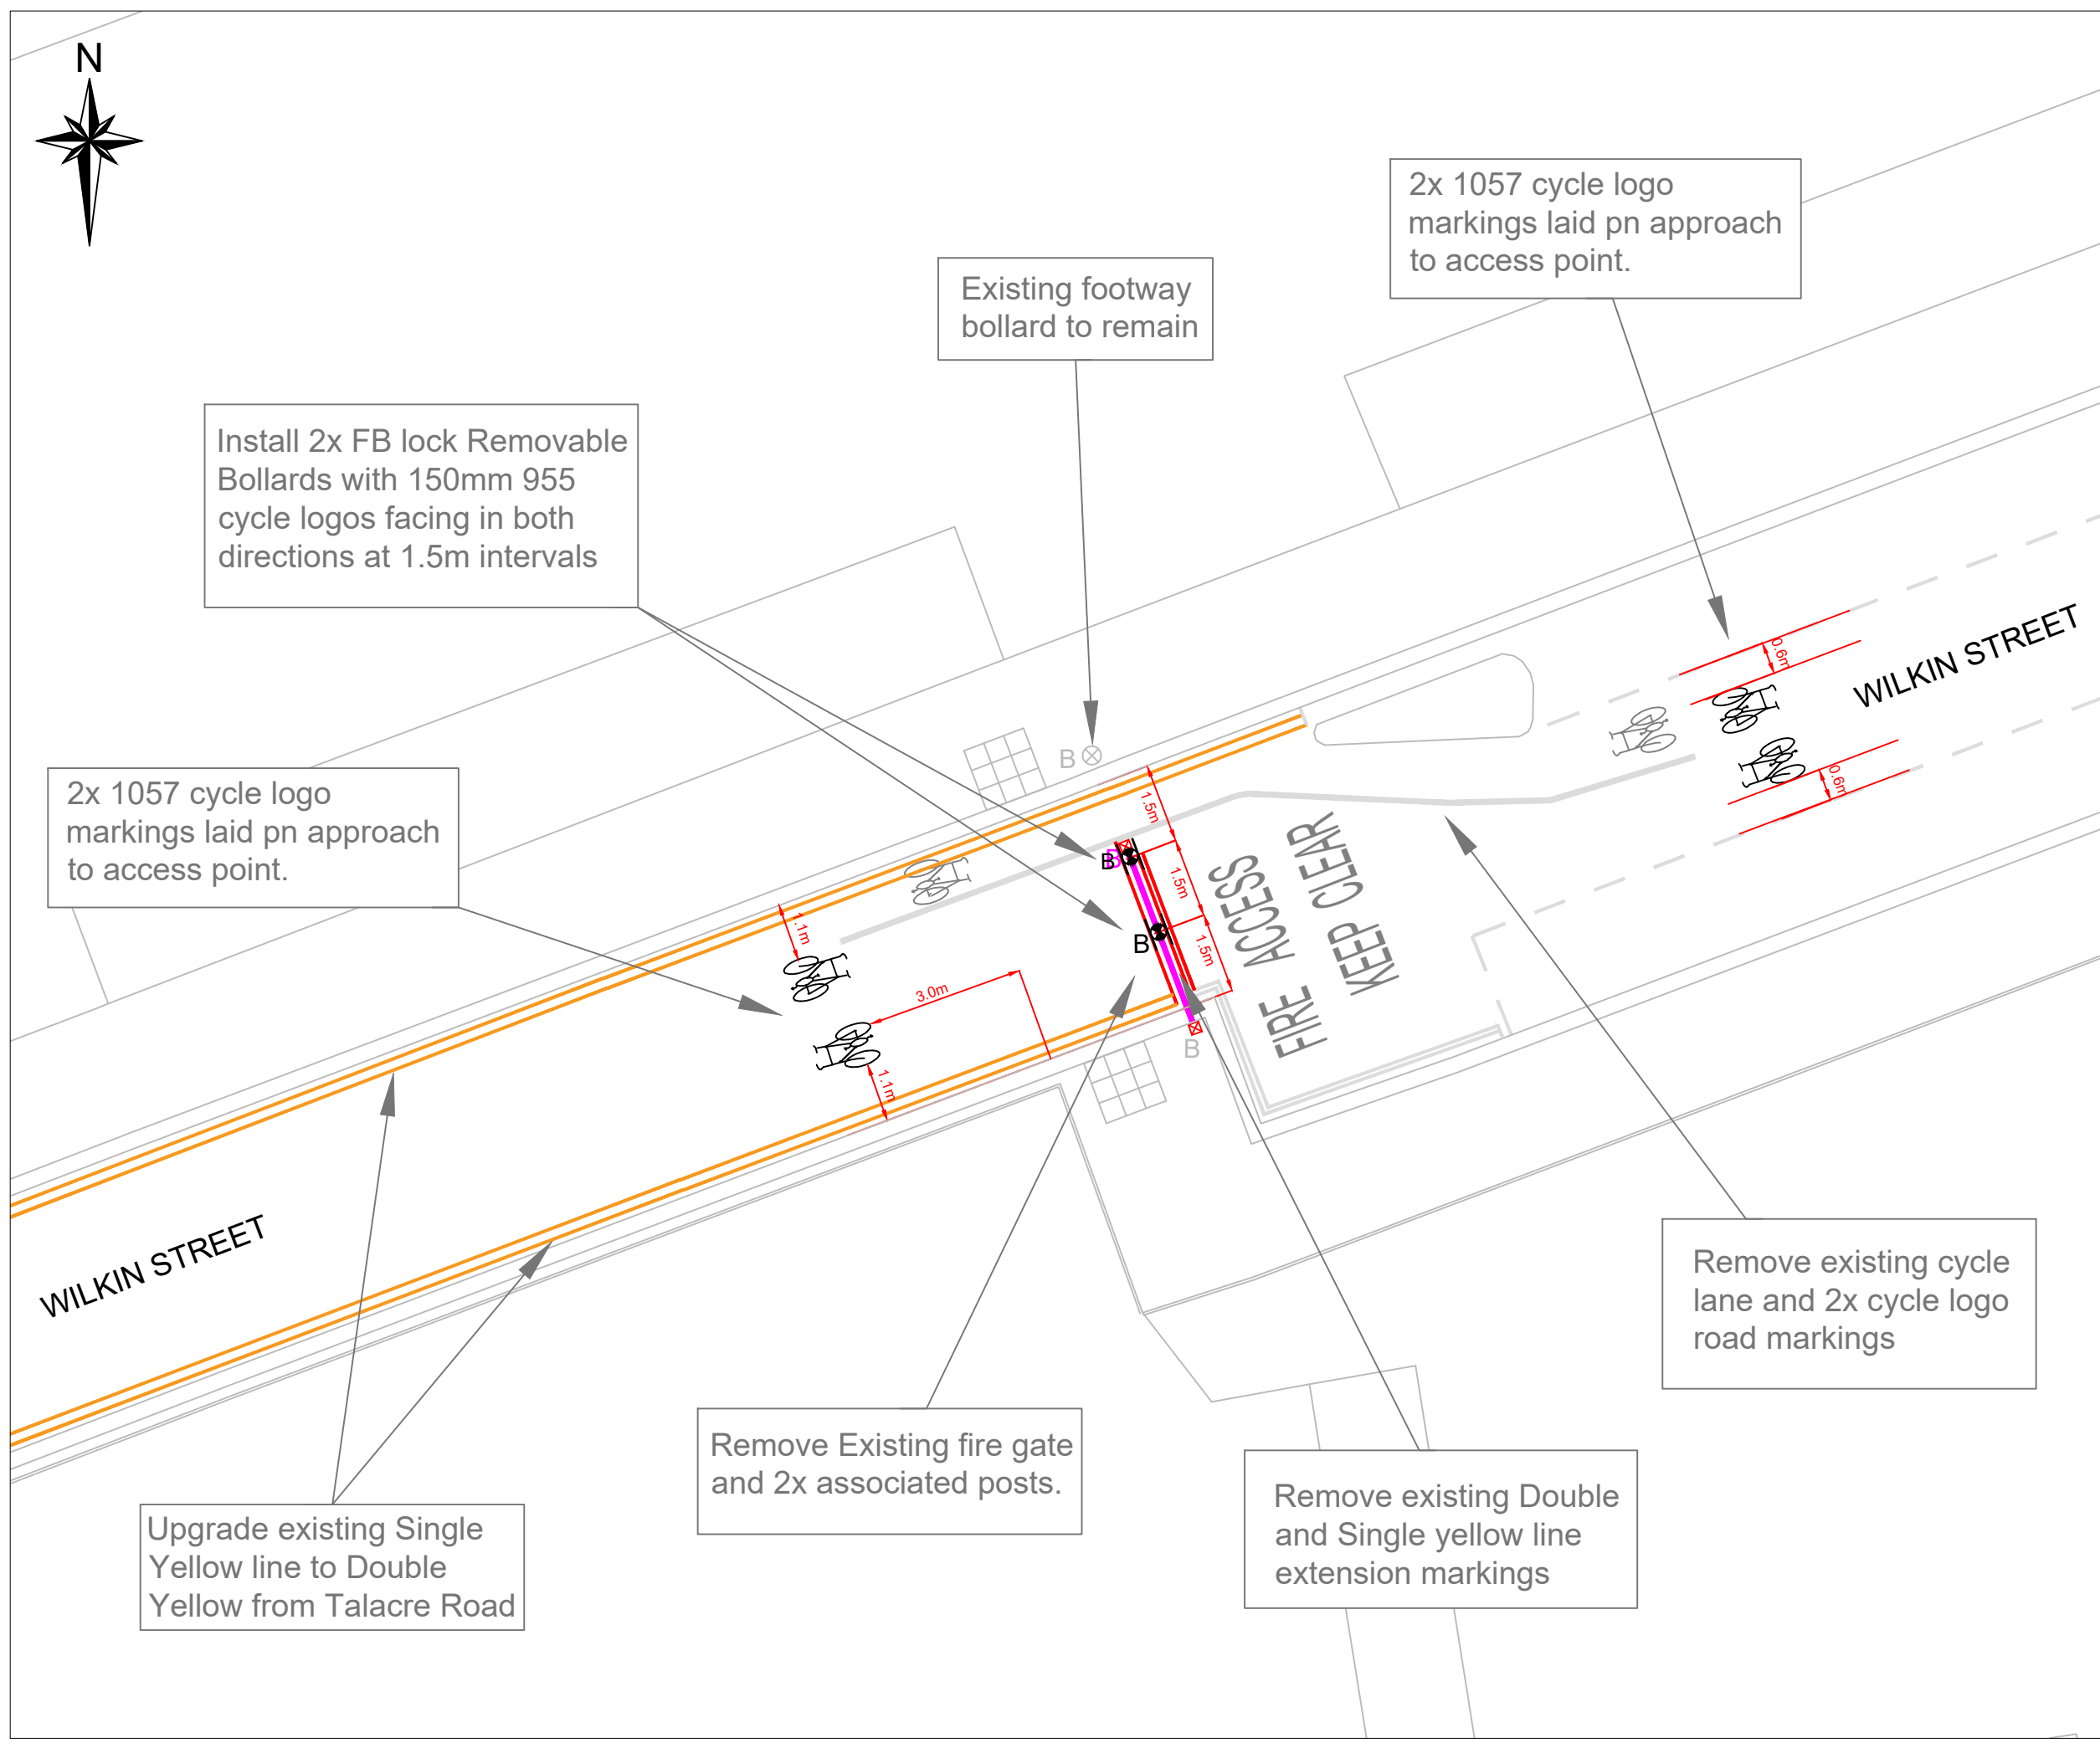 N
2x 1057 cycle logo
markings laid pn approach
to access point.
Existing footway
bollard to remain
Install 2x FB lock Removable
Bollards with 150mm 955
cycle logos facing in both
directions at 1.5m intervals
0.6m
WILKIN STREET
0.6m
B
2x 1057 cycle logo
markings laid pn approach
to access point.
1.5m
B
B
1.5m
B
1.5m
FIRE ACCESS
KEEP CLEAR
1.1m
3.0m
1.1m
B
WILKIN STREET
Remove existing cycle
lane and 2x cycle logo
road markings
Remove Existing fire gate
and 2x associated posts.
Remove existing Double
and Single yellow line
extension markings
Upgrade existing Single
Yellow line to Double
Yellow from Talacre Road